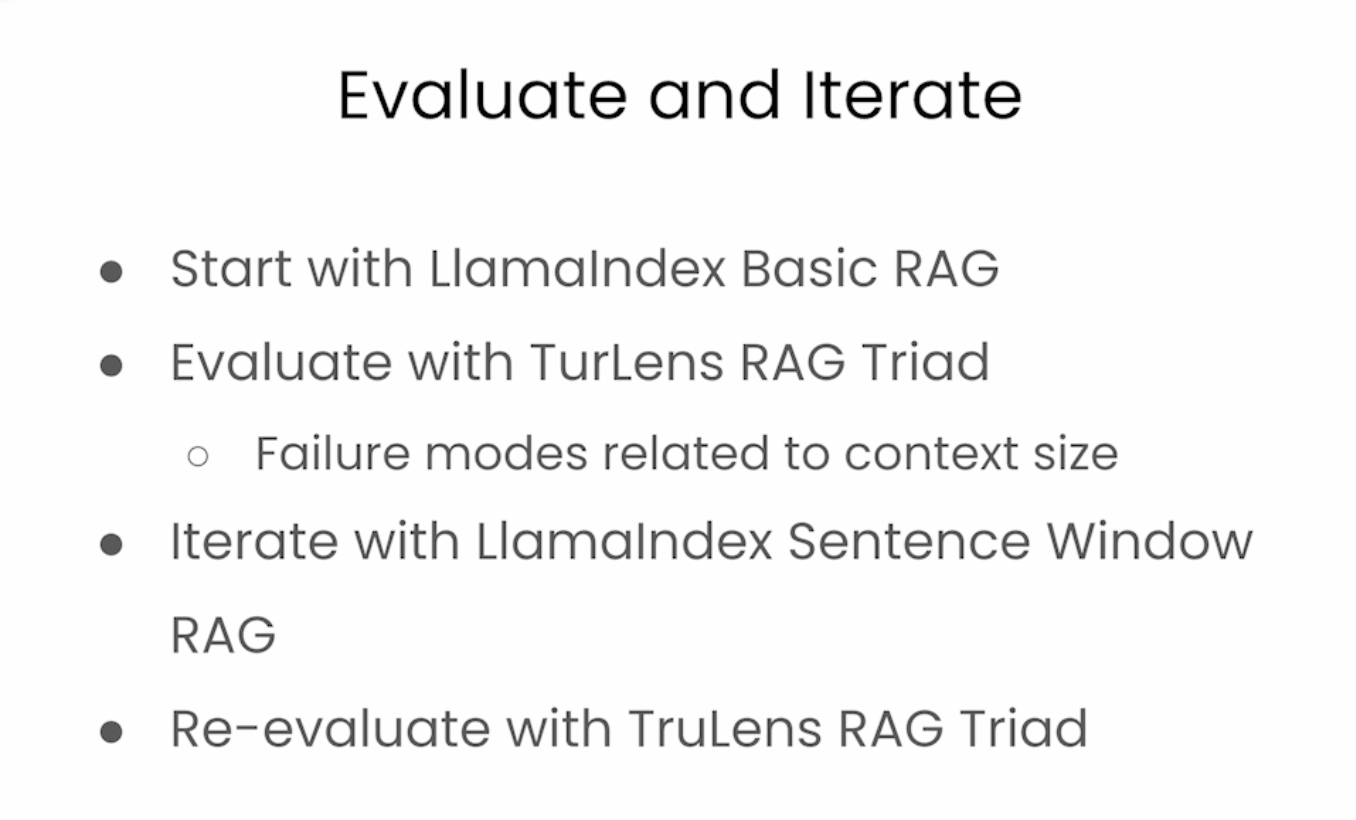 Evaluate and Iterate
● Start with LlamaIndex Basic RAG
● Evaluate with TurLens RAG Triad
○ Failure modes related to context size
● Iterate with LlamaIndex Sentence Window
RAG
● Re-evaluate with TruLens RAG Triad